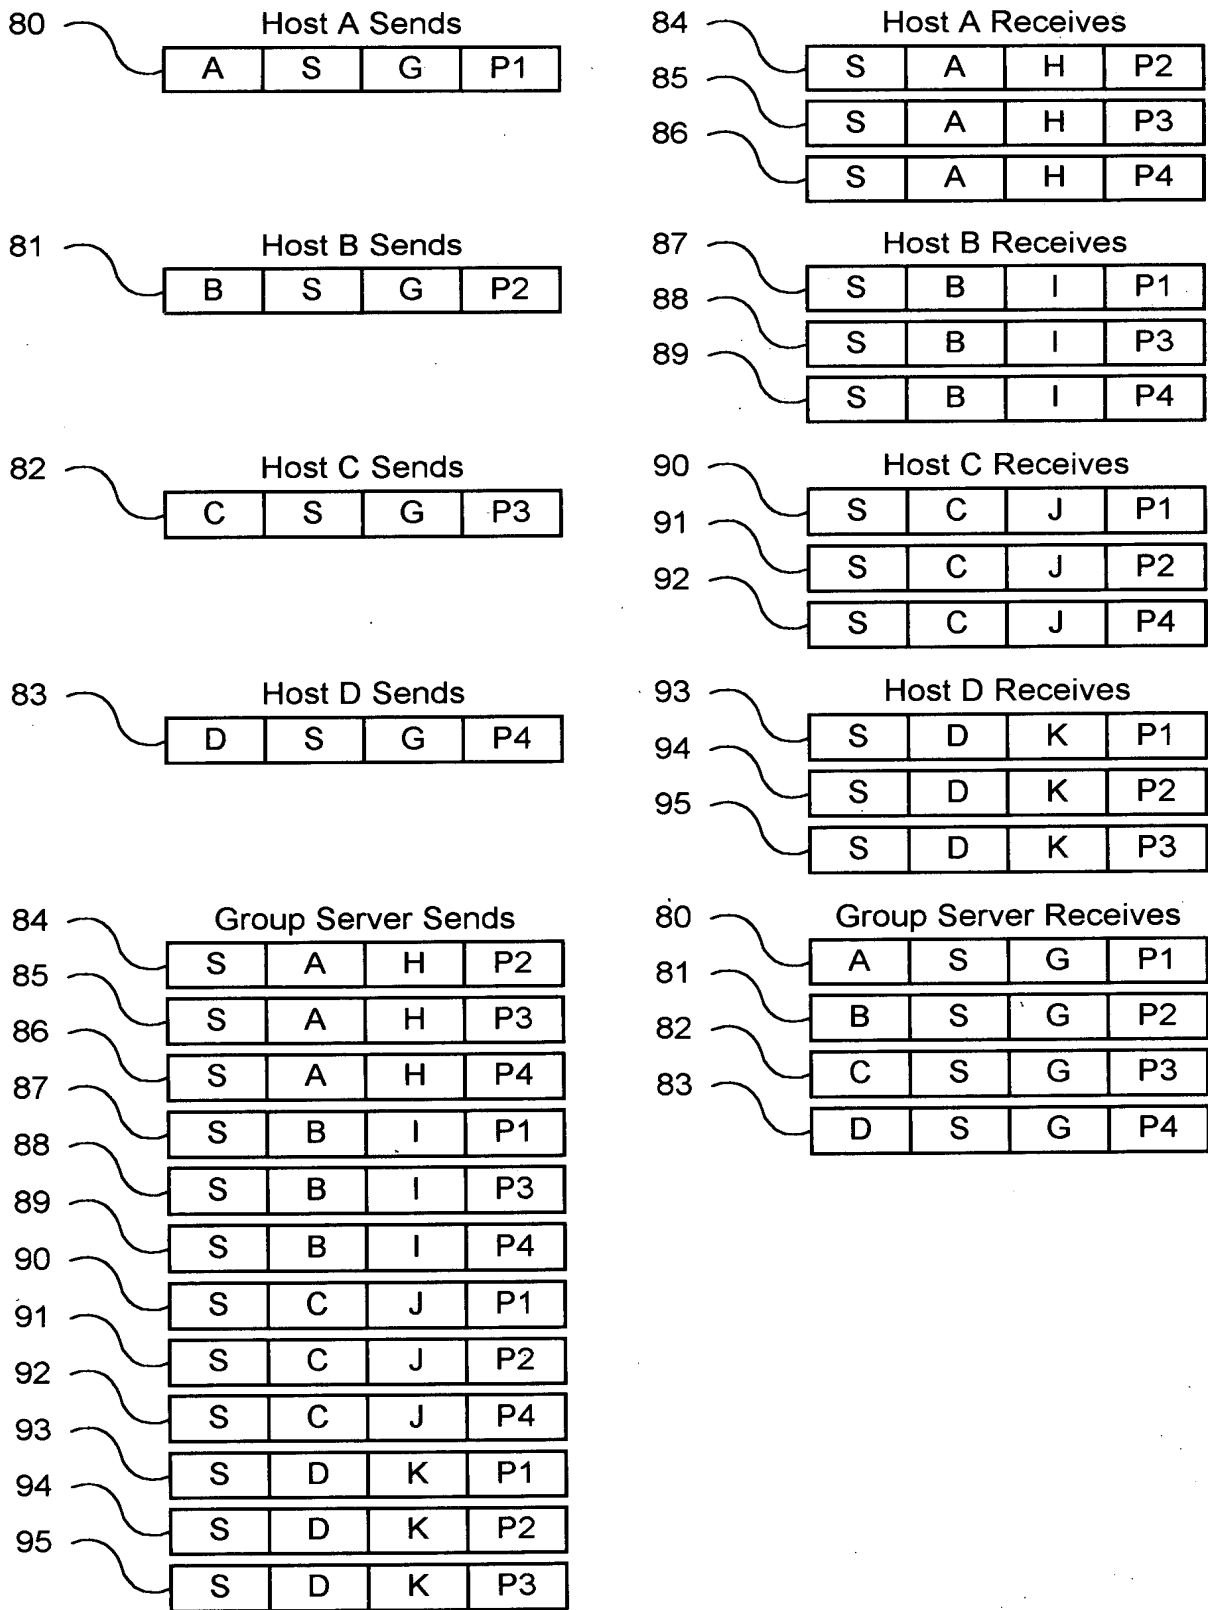 80 Host A Sends
A S G P1
84 Host A Receives
S A H P2
85
S A H P3
86
S A H P4
81 Host B Sends
B S G P2
87 Host B Receives
S B I P1
88
S B I P3
89
S B I P4
82 Host C Sends
C S G P3
90 Host C Receives
S C J P1
91
S C J P2
92
S C J P4
83 Host D Sends
D S G P4
93 Host D Receives
S D K P1
94
S D K P2
95
S D K P3
84 Group Server Sends
S A H P2
85
S A H P3
86
S A H P4
87
S B I P1
88
S B I P3
89
S B I P4
90
S C J P1
91
S C J P2
92
S C J P4
93
S D K P1
94
S D K P2
95
S D K P3
80 Group Server Receives
A S G P1
81
B S G P2
82
C S G P3
83
D S G P4